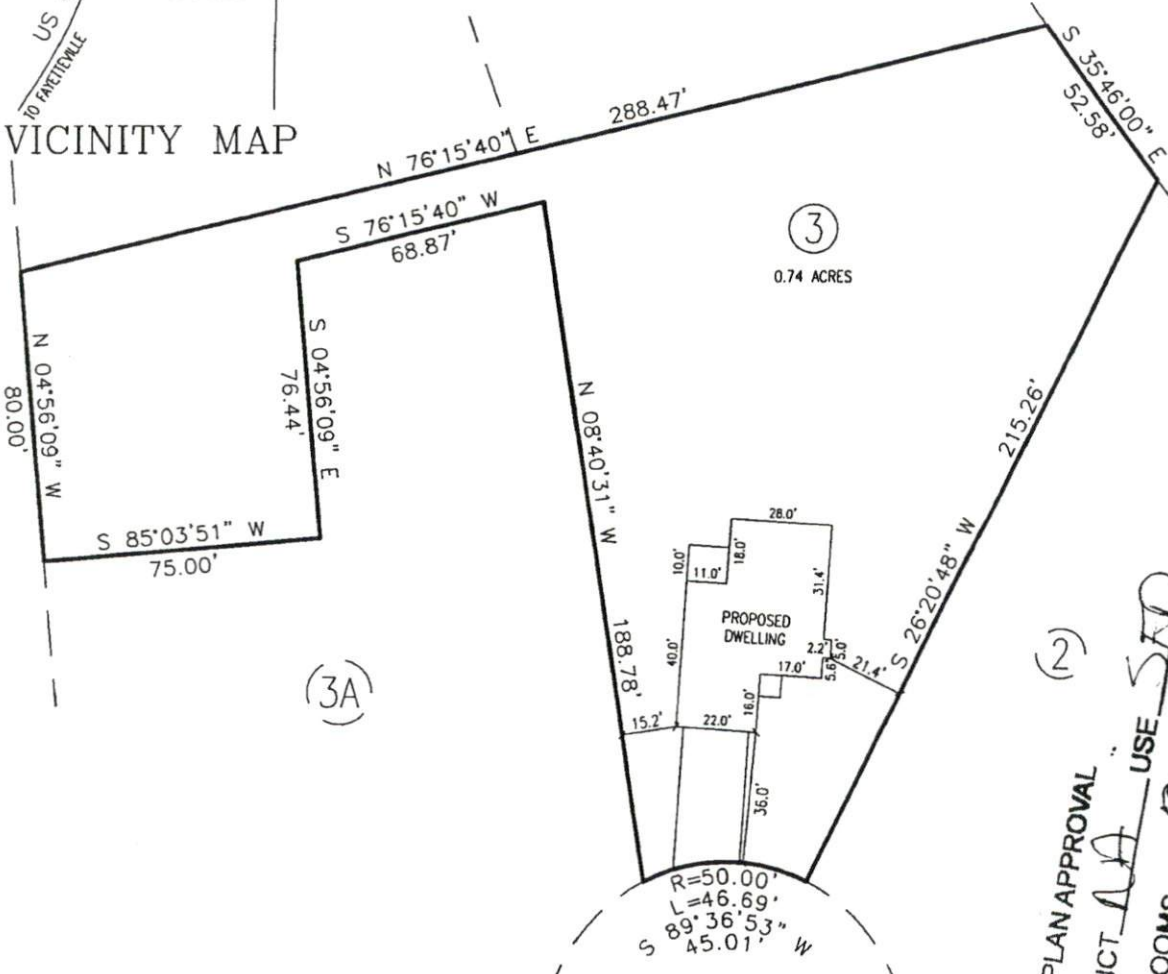 US
TO FAYETTEVILLE
VICINITY MAP
N 76°15'40" E
288.47'
S 35°46'00" E
52.58'
S 76°15'40" W
68.87'
3
0.74 ACRES
N 04°56'09" W
80.00'
S 04°56'09" E
76.44'
S 85°03'51" W
75.00'
N 08°40'31" W
188.78'
215.26'
S 26°20'48" W
28.0'
10.0'
11.0'
18.0'
31.4'
PROPOSED
DWELLING
40.0'
2.2'
5.0'
17.0'
5.6'
21.4'
16.0'
15.2'
22.0'
36.0'
3A
2
R=50.00'
L=46.69'
S 89°36'53" W
45.01'
PLAN APPROVAL
ICT
USE SFD
OOMS